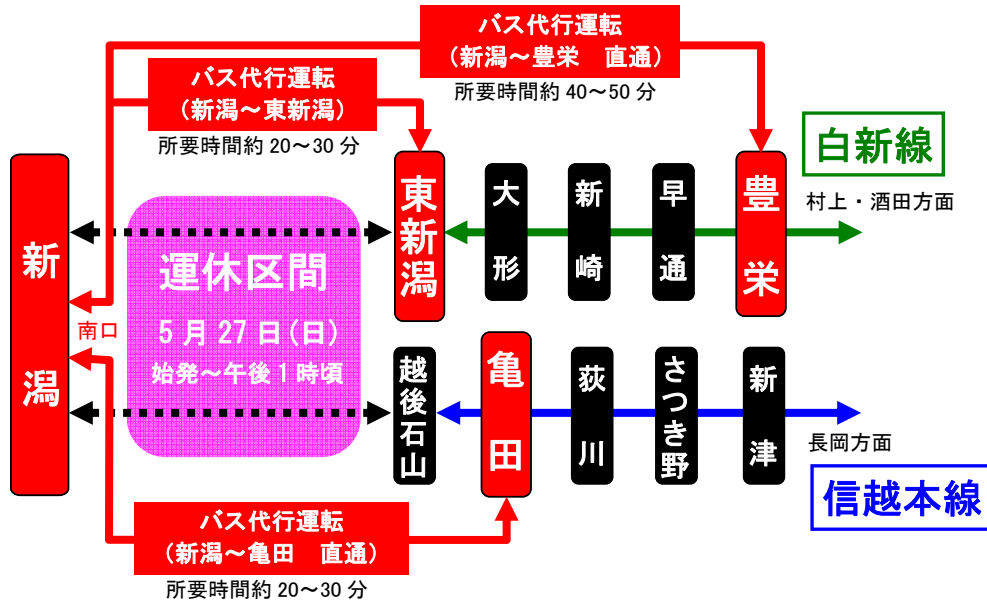 バス代行運転
(新潟～豊栄　直通)
所要時間約 40～50 分
バス代行運転
(新潟～東新潟)
所要時間約 20～30 分
白新線
村上・酒田方面
新潟
東新潟
大形
新崎
早通
豊栄
運休区間
5 月 27 日(日)
始発～午後 1 時頃
南口
越後石山
亀田
荻川
さつき野
新津
長岡方面
信越本線
バス代行運転
(新潟～亀田　直通)
所要時間約 20～30 分